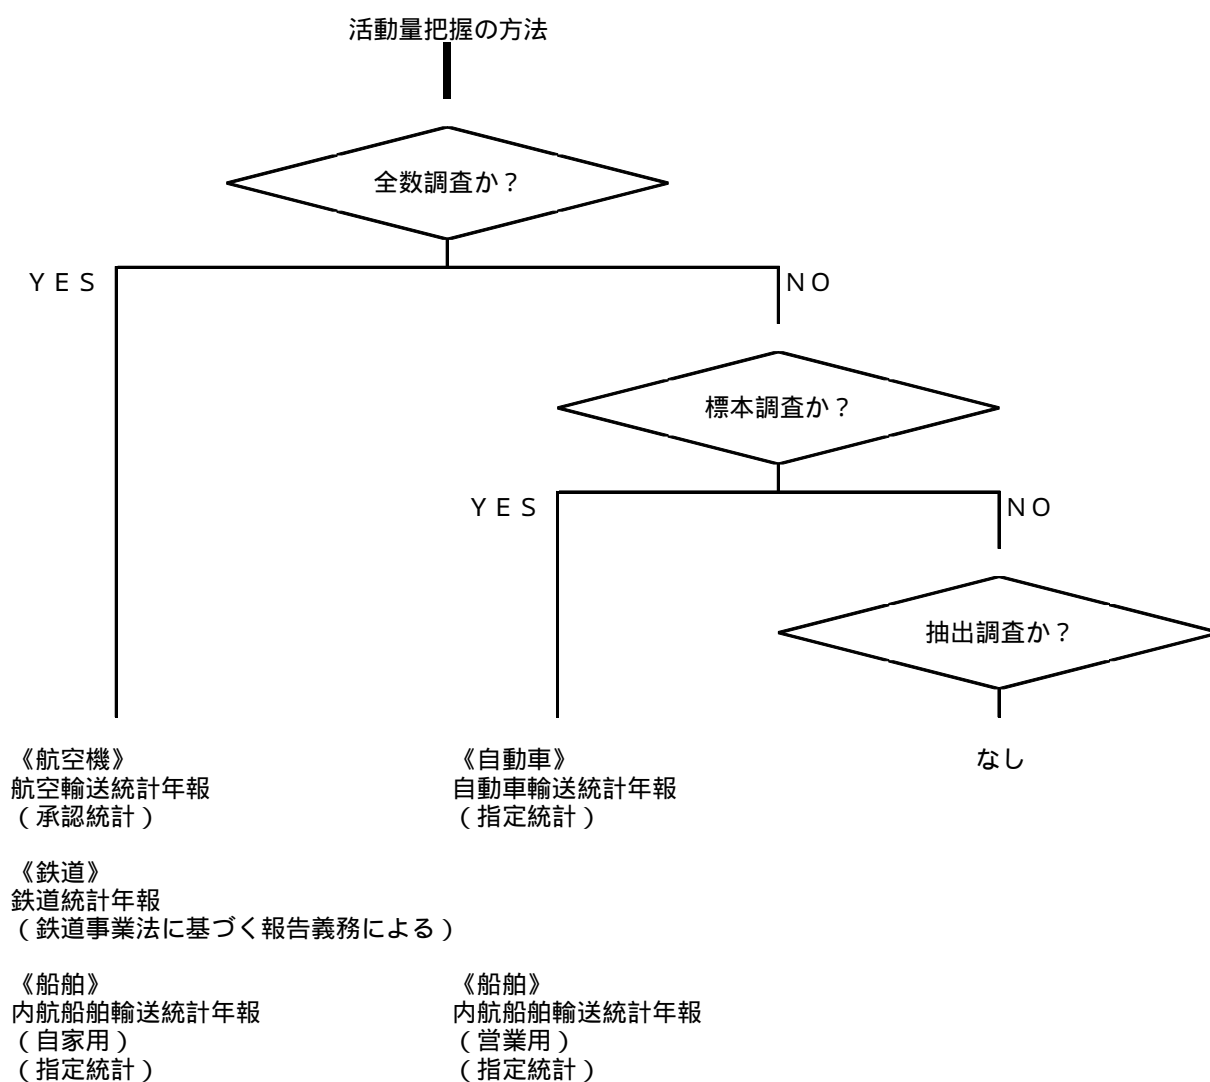 活動量把握の方法
全数調査か？
ＹＥＳ
ＮＯ
標本調査か？
ＹＥＳ
ＮＯ
抽出調査か？
《航空機》
航空輸送統計年報
（承認統計）
《自動車》
自動車輸送統計年報
（指定統計）
なし
《鉄道》
鉄道統計年報
（鉄道事業法に基づく報告義務による）
《船舶》
内航船舶輸送統計年報
（自家用）
（指定統計）
《船舶》
内航船舶輸送統計年報
（営業用）
（指定統計）